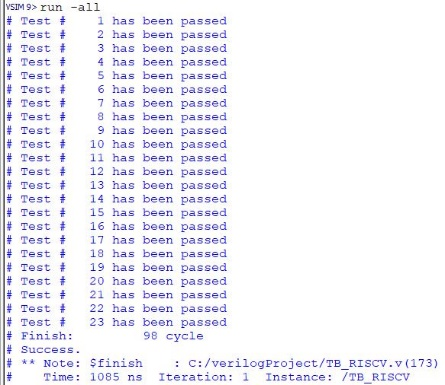 VSIM 9> run -all
# Test #     1 has been passed
# Test #     2 has been passed
# Test #     3 has been passed
# Test #     4 has been passed
# Test #     5 has been passed
# Test #     6 has been passed
# Test #     7 has been passed
# Test #     8 has been passed
# Test #     9 has been passed
# Test #    10 has been passed
# Test #    11 has been passed
# Test #    12 has been passed
# Test #    13 has been passed
# Test #    14 has been passed
# Test #    15 has been passed
# Test #    16 has been passed
# Test #    17 has been passed
# Test #    18 has been passed
# Test #    19 has been passed
# Test #    20 has been passed
# Test #    21 has been passed
# Test #    22 has been passed
# Test #    23 has been passed
# Finish:         98 cycle
# Success.
# ** Note: $finish    : C:/verilogProject/TB_RISCV.v(173)
#    Time: 1085 ns  Iteration: 1  Instance: /TB_RISCV